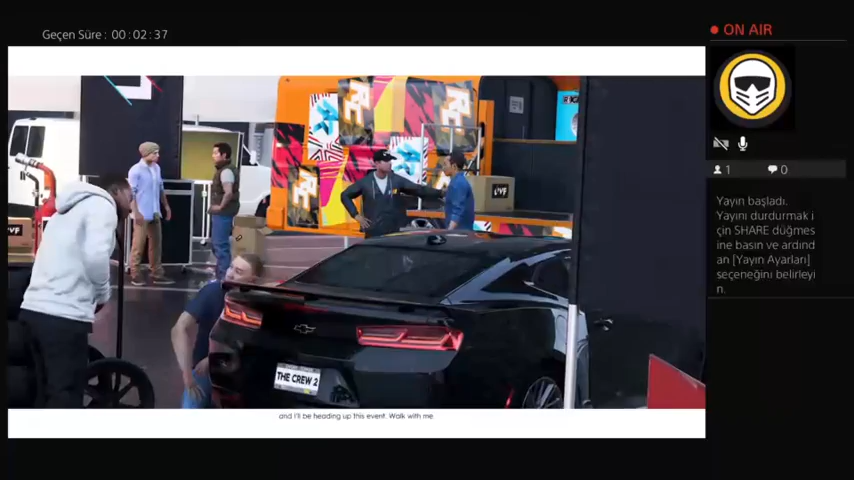 Geçen Süre : 00:02:37
ON AIR
1
0
Yayın başladı.
Yayını durdurmak i
çin SHARE düğmes
ine basın ve ardınd
an [Yayın Ayarları]
seçeneğini belirleyi
n.
LIVE
THE CREW 2
and I'll be heading up this event. Walk with me.